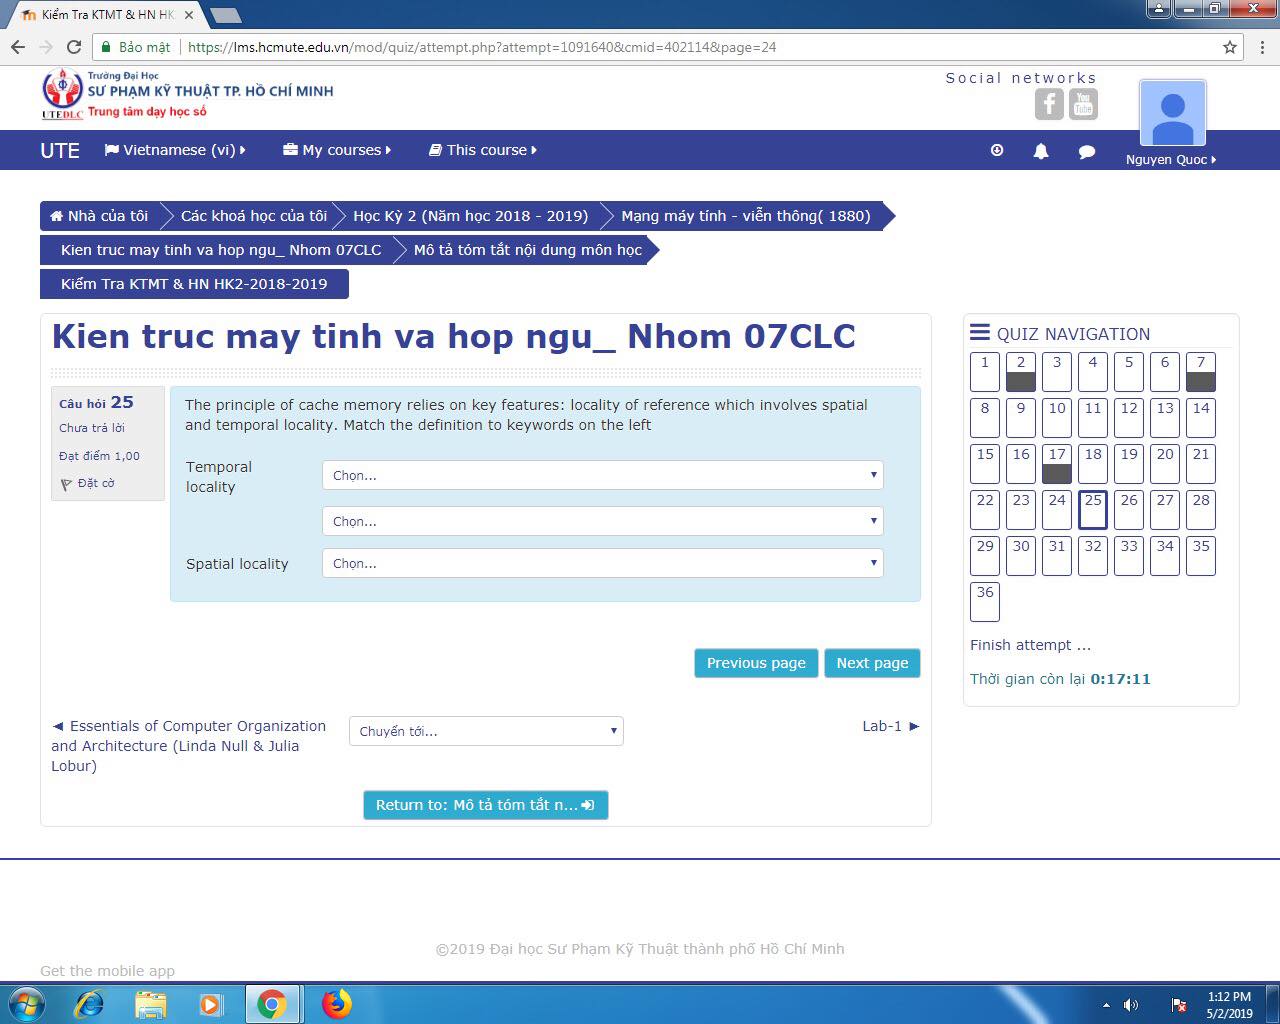 Kiểm Tra KTMT & HN HK
Bảo mật
https://lms.hcmute.edu.vn/mod/quiz/attempt.php?attempt=1091640&cmid=402114&page=24
Trường Đại Học
SƯ PHẠM KỸ THUẬT TP. HỒ CHÍ MINH
UTEDLC Trung tâm dạy học số
Social networks
You
Tube
UTE
Vietnamese (vi)
My courses
This course
Nguyen Quoc
Nhà của tôi
Các khoá học của tôi
Học Kỳ 2 (Năm học 2018 - 2019)
Mạng máy tính - viễn thông( 1880)
Kien truc may tinh va hop ngu_ Nhom 07CLC
Mô tả tóm tắt nội dung môn học
Kiểm Tra KTMT & HN HK2-2018-2019
Kien truc may tinh va hop ngu_ Nhom 07CLC
Câu hỏi 25
Chưa trả lời
Đạt điểm 1,00
Đặt cờ
The principle of cache memory relies on key features: locality of reference which involves spatial
and temporal locality. Match the definition to keywords on the left
Temporal
locality
Chọn...
Chọn...
Spatial locality
Chọn...
Previous page
Next page
◄ Essentials of Computer Organization
and Architecture (Linda Null & Julia
Lobur)
Chuyển tới...
Lab-1 ►
Return to: Mô tả tóm tắt n...
QUIZ NAVIGATION
1 2 3 4 5 6 7
8 9 10 11 12 13 14
15 16 17 18 19 20 21
22 23 24 25 26 27 28
29 30 31 32 33 34 35
36
Finish attempt ...
Thời gian còn lại 0:17:11
©2019 Đại học Sư Phạm Kỹ Thuật thành phố Hồ Chí Minh
Get the mobile app
1:12 PM
5/2/2019